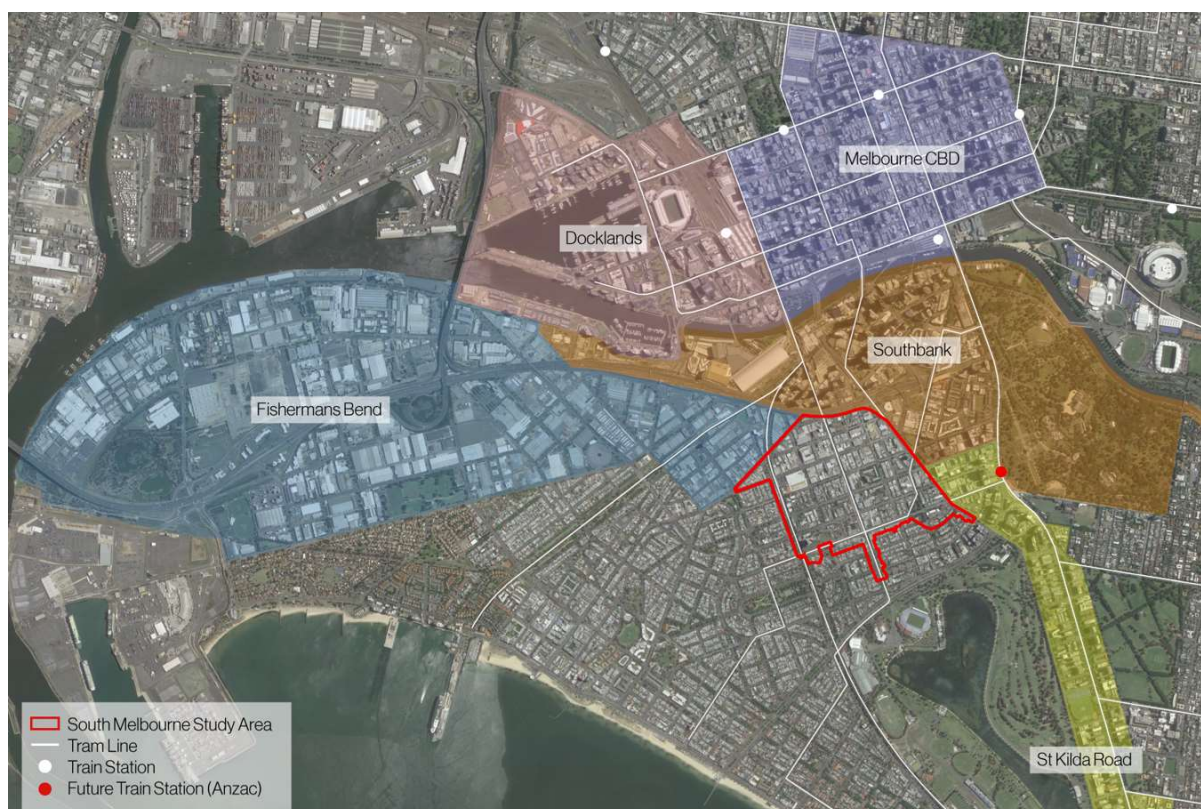 Melbourne CBD
Docklands
Southbank
Fishermans Bend
St Kilda Road
South Melbourne Study Area
Tram Line
Train Station
Future Train Station (Anzac)